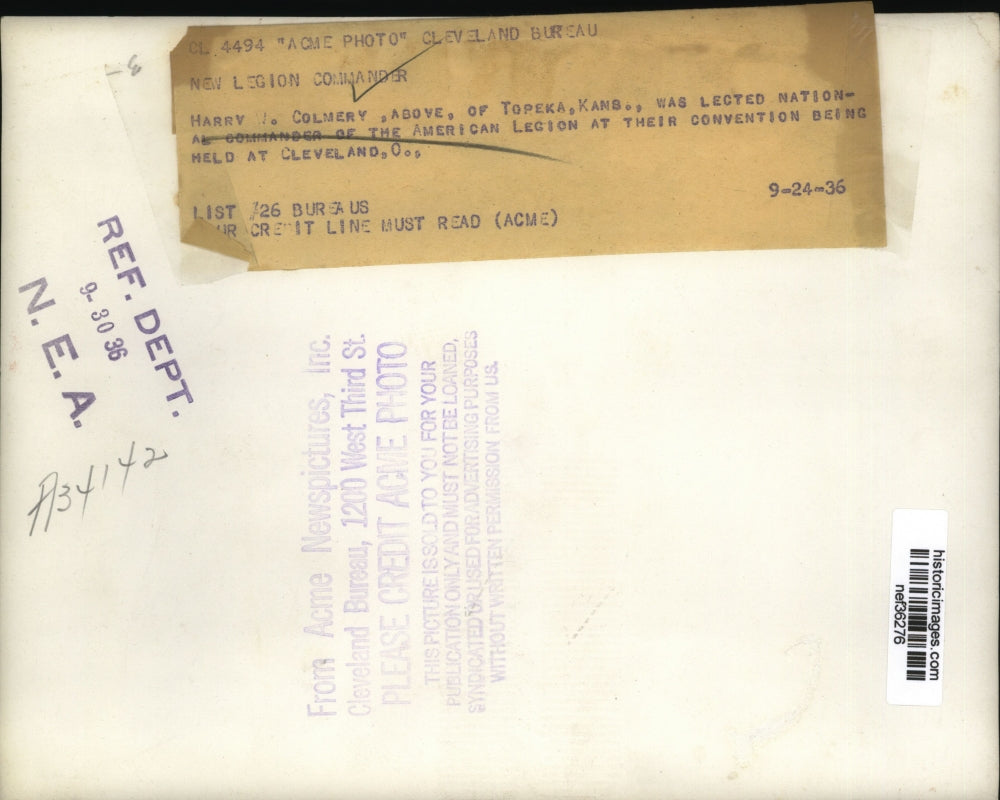 CL 4494 "ACME PHOTO" CLEVELAND BUREAU
NEW LEGION COMMANDER
HARRY W. COLMERY ,ABOVE, OF TOPEKA,KANS., WAS LECTED NATION-
AL COMMANDER OF THE AMERICAN LEGION AT THEIR CONVENTION BEING
HELD AT CLEVELAND,O.,
9-24-36
LIST #26 BUREAUS
CREDIT LINE MUST READ (ACME)
REF. DEPT.
9-30 36
N. E. A.
A34142
From Acme Newspictures, Inc.
Cleveland Bureau, 1200 West Third St.
PLEASE CREDIT ACME PHOTO
THIS PICTURE IS SOLD TO YOU FOR YOUR
PUBLICATION ONLY AND MUST NOT BE LOANED,
SYNDICATED OR USED FOR ADVERTISING PURPOSES
WITHOUT WRITTEN PERMISSION FROM US.
historicimages.com
nef36276